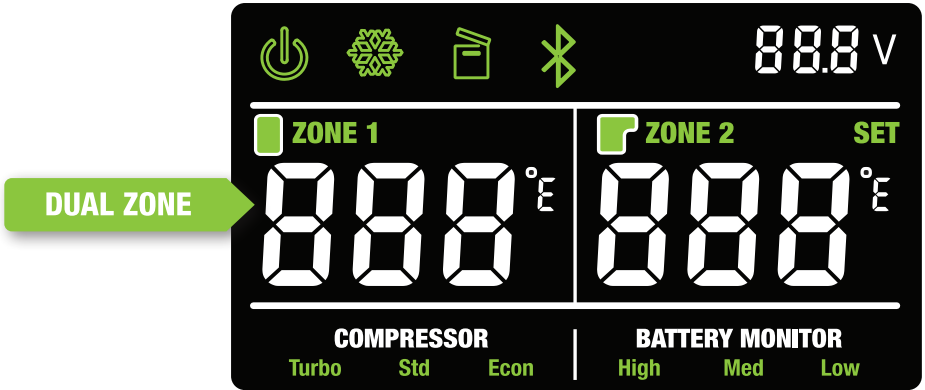 88.8 V
ZONE 1
ZONE 2 SET
DUAL ZONE
888°E
888°E
COMPRESSOR
Turbo Std Econ
BATTERY MONITOR
High Med Low